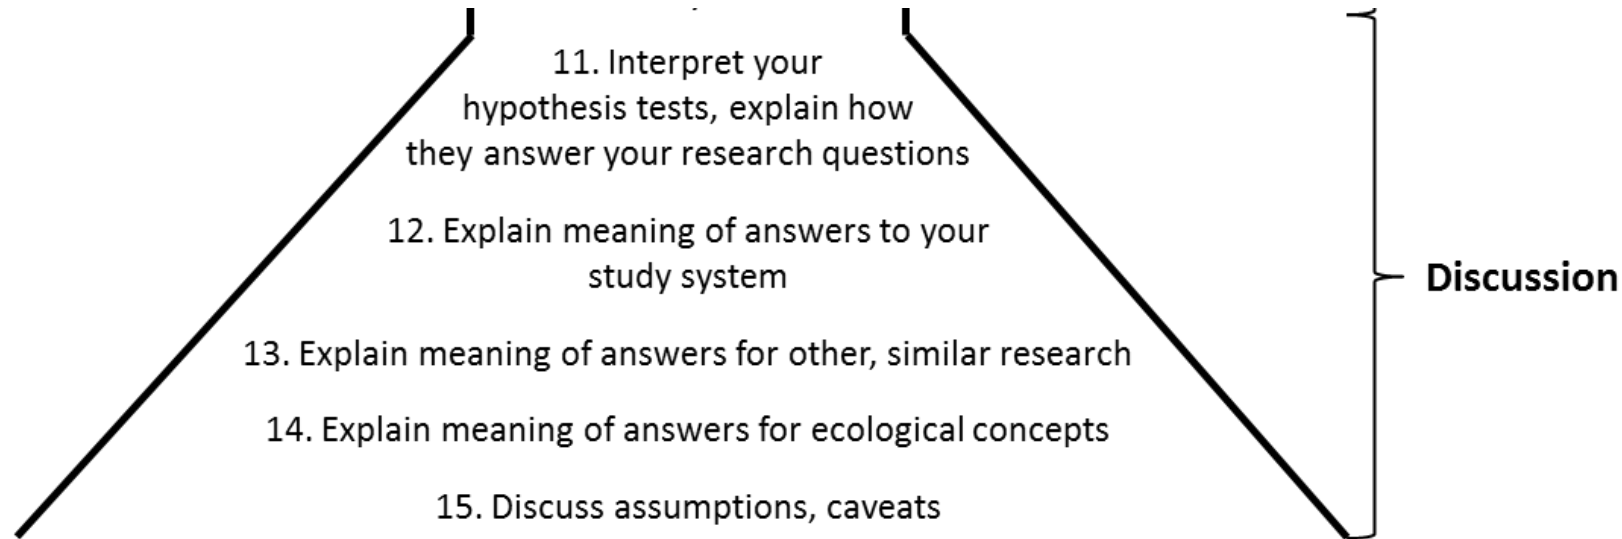 11. Interpret your
hypothesis tests, explain how
they answer your research questions
12. Explain meaning of answers to your
study system
13. Explain meaning of answers for other, similar research
14. Explain meaning of answers for ecological concepts
15. Discuss assumptions, caveats
Discussion